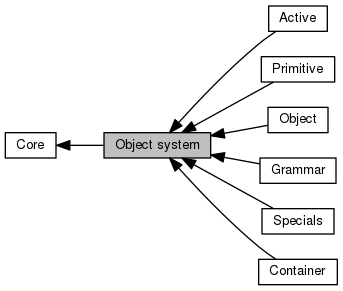 Active
Primitive
Object
Core
Object system
Grammar
Specials
Container